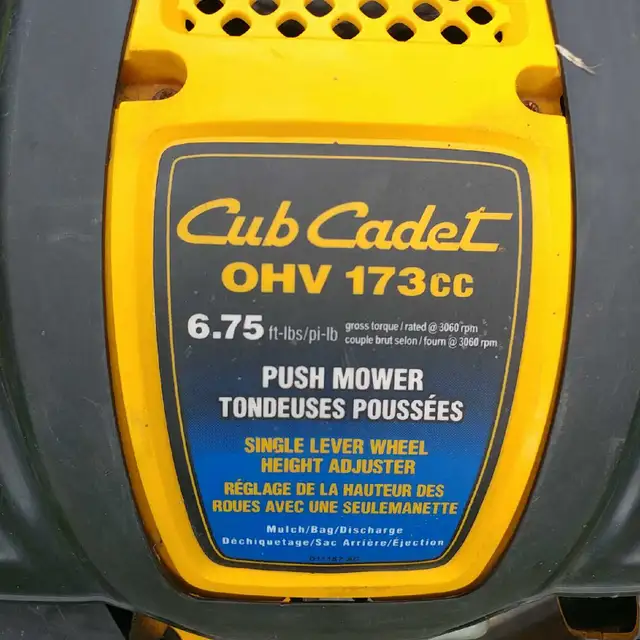 Cub Cadet
OHV 173cc
6.75 ft-lbs/pi-lb gross torque / rated @ 3060 rpm
couple brut selon / fourn @ 3060 rpm
PUSH MOWER
TONDEUSES POUSSÉES
SINGLE LEVER WHEEL
HEIGHT ADJUSTER
RÉGLAGE DE LA HAUTEUR DES
ROUES AVEC UNE SEULEMANETTE
Mulch/Bag/Discharge
Déchiquetage/Sac Arrière/Éjection